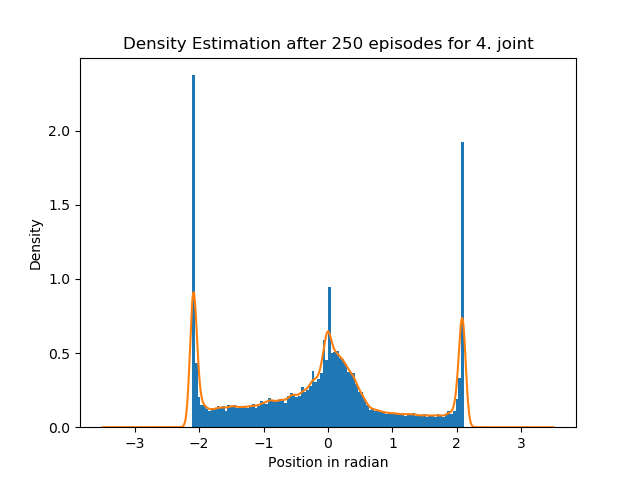 Density Estimation after 250 episodes for 4. joint
2.0
1.5
1.0
0.5
0.0
Density
−3 −2 −1 0 1 2 3
Position in radian